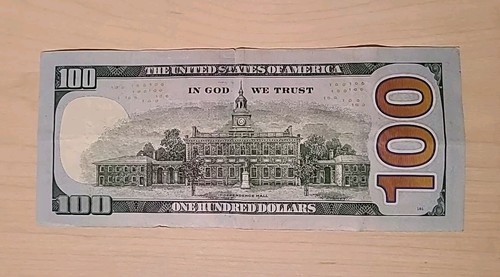 100
THE UNITED STATES OF AMERICA
IN GOD WE TRUST
100
100
ONE HUNDRED DOLLARS